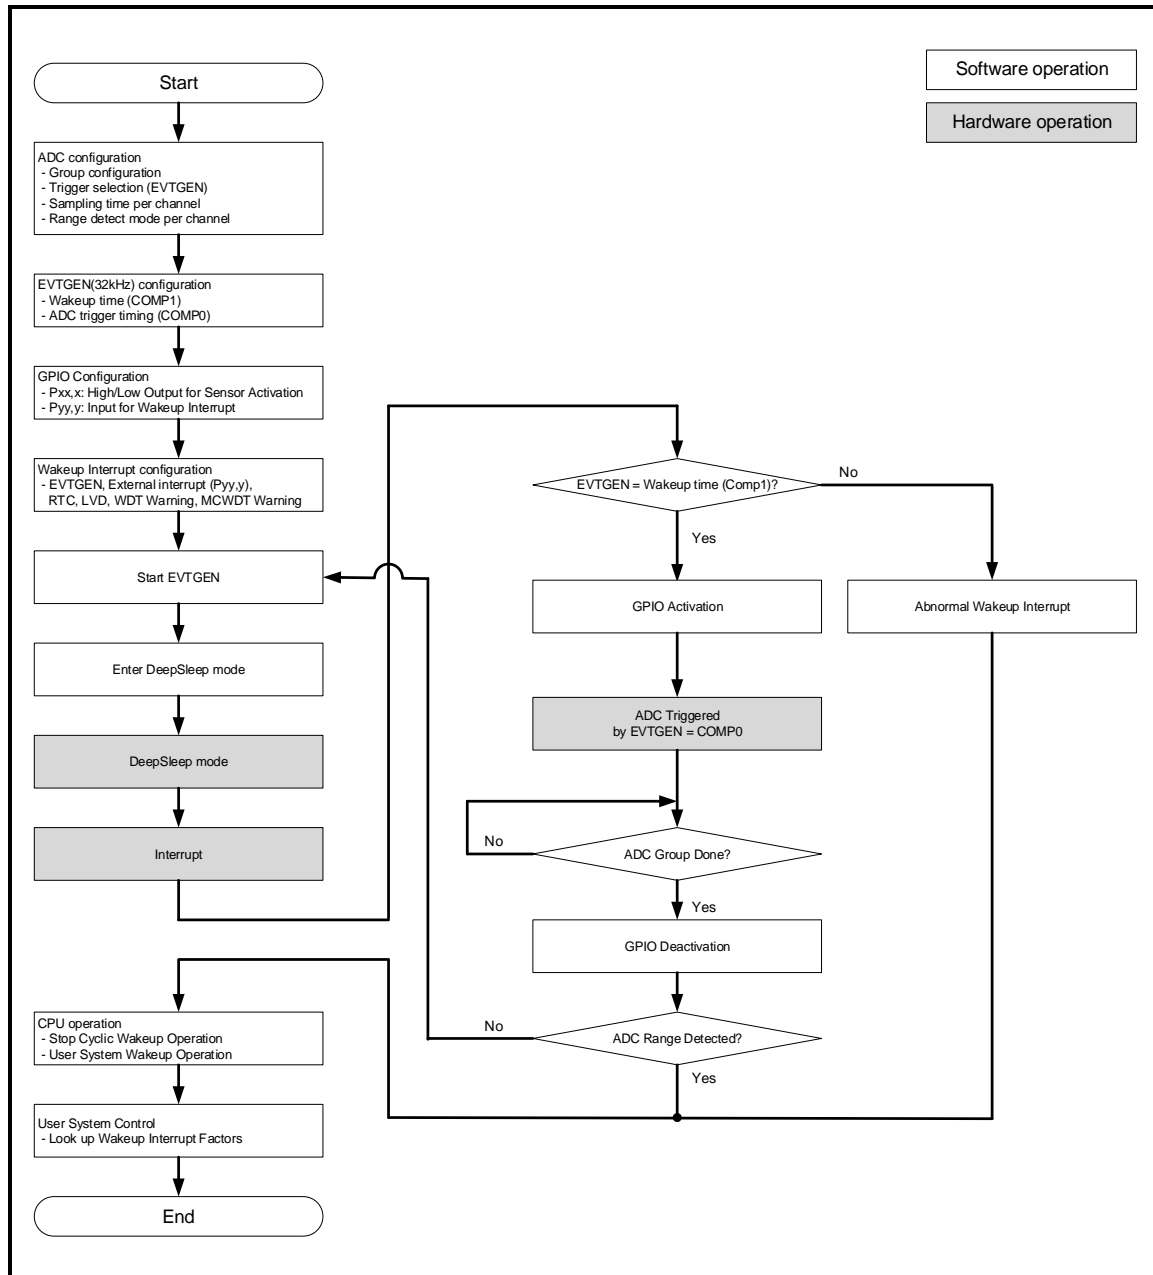 Start
Software operation
Hardware operation
ADC configuration
- Group configuration
- Trigger selection (EVTGEN)
- Sampling time per channel
- Range detect mode per channel
EVTGEN(32kHz) configuration
- Wakeup time (COMP1)
- ADC trigger timing (COMP0)
GPIO Configuration
- Pxx,x: High/Low Output for Sensor Activation
- Pyy,y: Input for Wakeup Interrupt
Wakeup Interrupt configuration
- EVTGEN, External interrupt (Pyy,y),
RTC, LVD, WDT Warning, MCWDT Warning
Start EVTGEN
Enter DeepSleep mode
DeepSleep mode
Interrupt
EVTGEN = Wakeup time (Comp1)?
No
Yes
GPIO Activation
Abnormal Wakeup Interrupt
ADC Triggered
by EVTGEN = COMP0
ADC Group Done?
No
Yes
GPIO Deactivation
ADC Range Detected?
No
Yes
CPU operation
- Stop Cyclic Wakeup Operation
- User System Wakeup Operation
User System Control
- Look up Wakeup Interrupt Factors
End